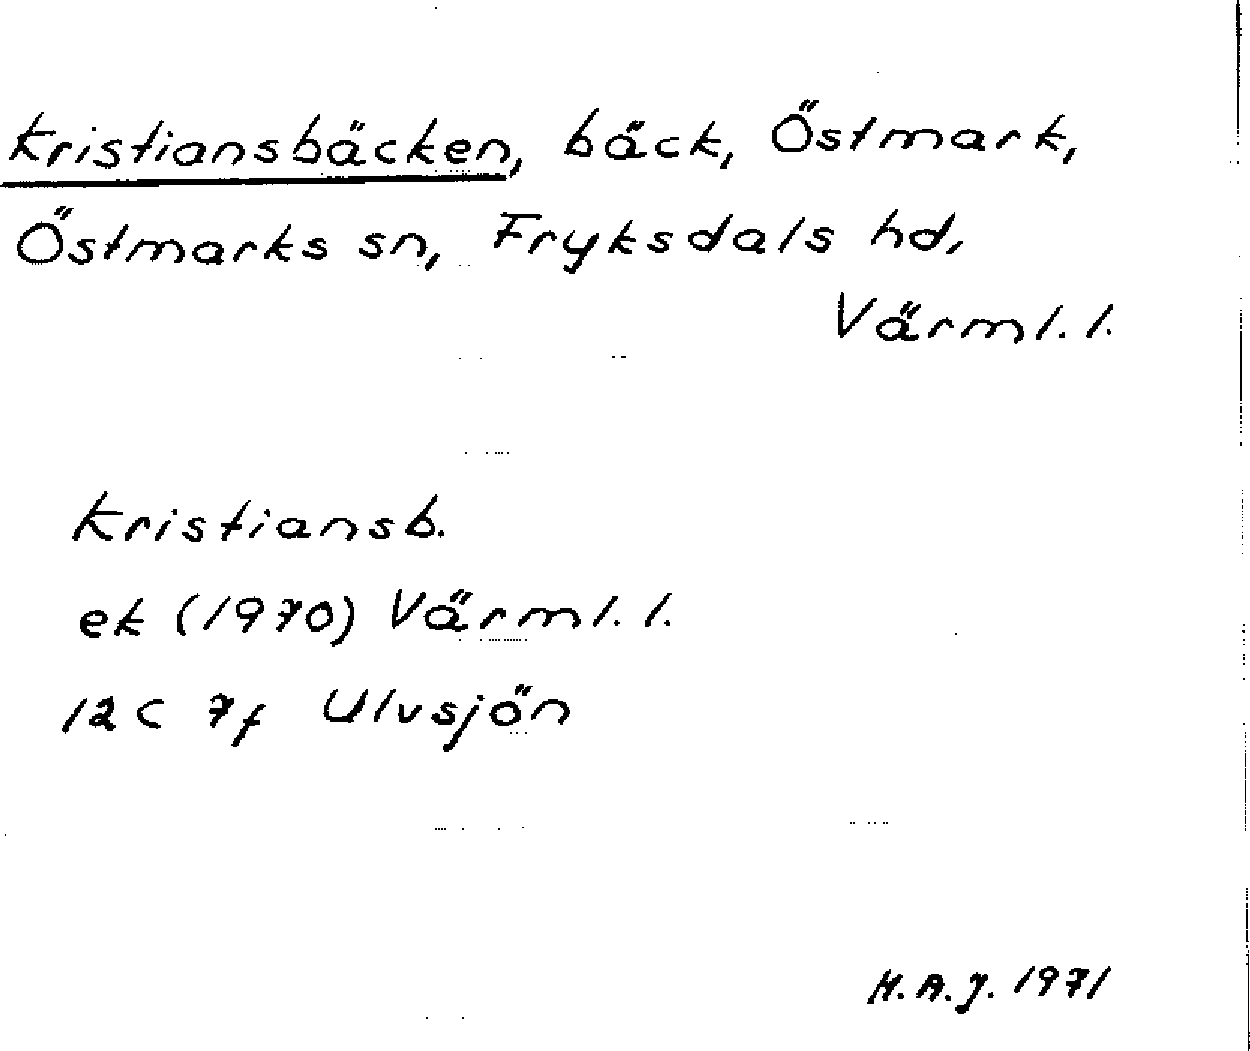 Kristiansbäcken, bäck, Östmark,
Östmarks sn, Fryksdals hd,
Värml. l.
Kristiansb.
ek (1970) Värml. l.
12C 7f Ulvsjön
H.A.J. 1971